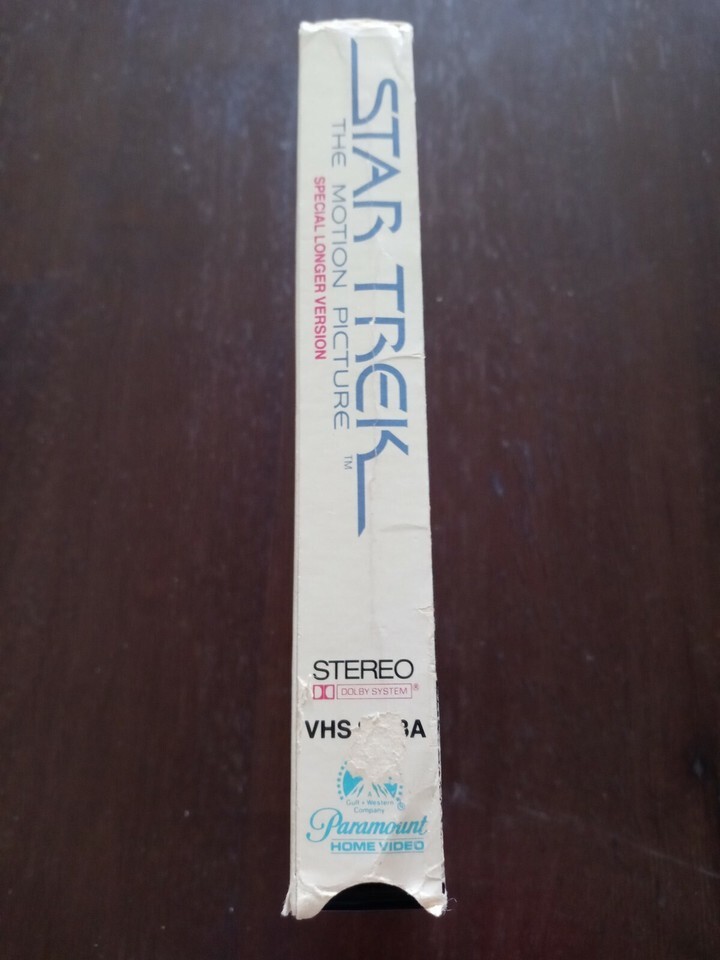 STAR TREK
THE MOTION PICTURE ™
SPECIAL LONGER VERSION
STEREO
DOLBY SYSTEM ®
VHS
A
Gulf + Western
Company ®
Paramount
HOME VIDEO